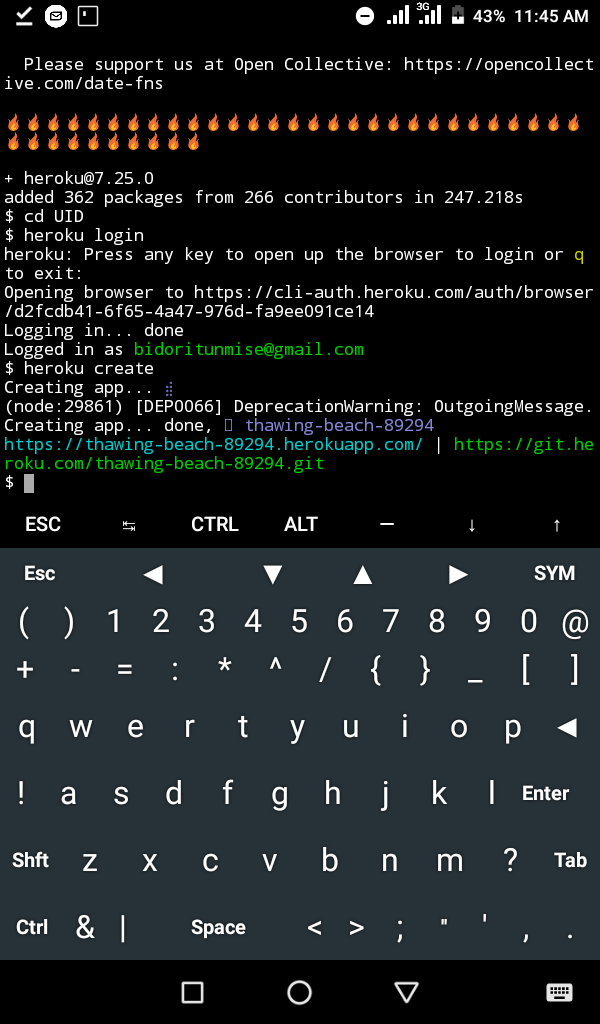 3G 43% 11:45 AM
Please support us at Open Collective: https://opencollect
ive.com/date-fns
+ heroku@7.25.0
added 362 packages from 266 contributors in 247.218s
$ cd UID
$ heroku login
heroku: Press any key to open up the browser to login or q
to exit:
Opening browser to https://cli-auth.heroku.com/auth/browser
/d2fcdb41-6f65-4a47-976d-fa9ee091ce14
Logging in... done
Logged in as bidoritunmise@gmail.com
$ heroku create
Creating app... ⣾
(node:29861) [DEP0066] DeprecationWarning: OutgoingMessage.
Creating app... done, ▯ thawing-beach-89294
https://thawing-beach-89294.herokuapp.com/ | https://git.he
roku.com/thawing-beach-89294.git
$
ESC ↹ CTRL ALT — ↓ ↑
Esc ◀ ▼ ▲ ▶ SYM
( ) 1 2 3 4 5 6 7 8 9 0 @
+ - = : * ^ / { } _ [ ]
q w e r t y u i o p ◀
! a s d f g h j k l Enter
Shft z x c v b n m ? Tab
Ctrl & | Space < > ; " ' , .